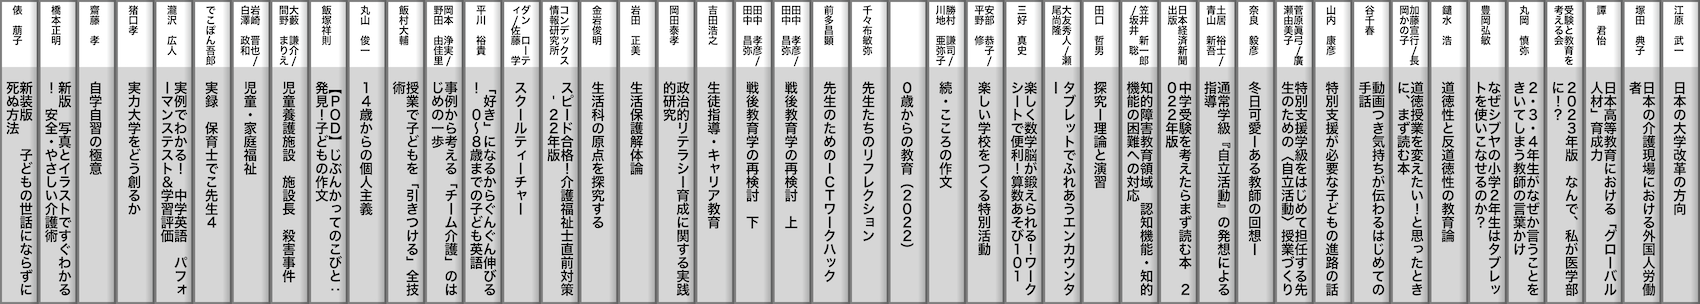 江原　武一
日本の大学改革の方向
塚田　典子
日本の介護現場における外国人労働
者
譚　君怡
日本高等教育における「グローバル
人材」育成力
受験と教育を
考える会
2023年版　なんで、私が医学部
に!?
丸岡　慎弥
2・3・4年生がなぜか言うことを
きいてしまう教師の言葉かけ
豊岡弘敏
なぜシブヤの小学2年生はタブレッ
トを使いこなせるのか?
鑓水　浩
道徳性と反道徳性の教育論
加藤宣行/長
岡かの子
道徳授業を変えたい!と思ったとき
に、まず読む本
谷千春
動画つき気持ちが伝わるはじめての
手話
山内　康彦
特別支援が必要な子どもの進路の話
菅原眞弓/廣
瀬由美子
特別支援学級をはじめて担任する先
生のための〈自立活動〉授業づくり
奈良　毅彦
冬日可愛ーある教師の回想ー
土居　裕士/
青山　新吾
通常学級『自立活動』の発想による
指導
日本経済新聞
出版
中学受験を考えたらまず読む本　2
022年版
笠井　新一郎
/坂井　聡
知的障害教育領域　認知機能・知的
機能の困難への対応
田口　哲男
探究ー理論と演習
大友秀人/瀬
尾尚隆
タブレットでふれあうエンカウンタ
ー
三好　真史
楽しく数学脳が鍛えられる!ワーク
シートで便利!算数あそび101
安部　恭子/
平野　修
楽しい学校をつくる特別活動
勝村　謙司/
川地　亜弥子
続・こころの作文
0歳からの教育（2022）
千々布敏弥
先生たちのリフレクション
前多昌顕
先生のためのICTワークハック
田中　孝彦/
田中　昌弥
戦後教育学の再検討　上
田中　孝彦/
田中　昌弥
戦後教育学の再検討　下
吉田浩之
生徒指導・キャリア教育
岡田泰孝
政治的リテラシー育成に関する実践
的研究
岩田　正美
生活保護解体論
金岩俊明
生活科の原点を探究する
コンデックス
情報研究所
スピード合格!介護福祉士直前対策
'22年版
ダン　ローテ
ィ/佐藤　学
スクールティーチャー
平川　裕貴
「好き」になるからぐんぐん伸びる
!　0〜8歳までの子ども英語
岡本　浄実/
野田　由佳里
事例から考える「チーム介護」のは
じめの一歩
飯村大輔
授業で子どもを「引きつける」全技
術
丸山　俊一
14歳からの個人主義
飯塚祥則
【POD】じぶんかってのこびと:
発見!子どもの作文
大藪　謙介/
間野　まりえ
児童養護施設　施設長　殺害事件
岩崎　晋也/
白澤　政和
児童・家庭福祉
でこぽん吾郎
実録　保育士でこ先生4
瀧沢　広人
実例でわかる!　中学英語　パフォ
ーマンステスト&学習評価
猪口孝
実力大学をどう創るか
齋藤　孝
自学自習の極意
橋本正明
新版　写真とイラストですぐわかる
!　安全・やさしい介護術
俵　萠子
新装版　子どもの世話にならずに
死ぬ方法